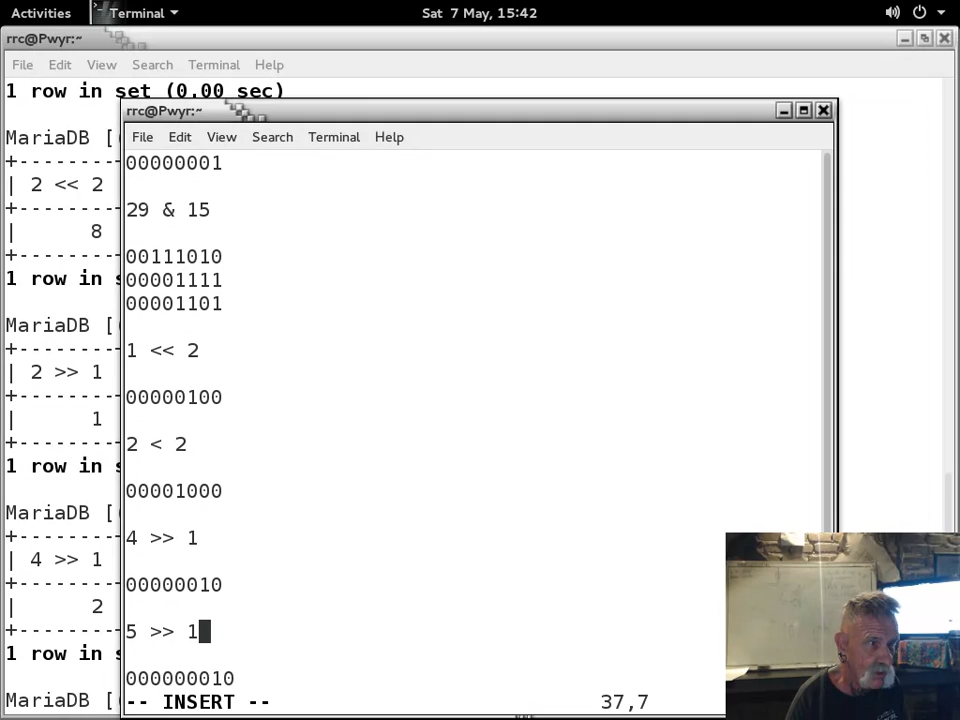 Activities Terminal Sat 7 May, 15:42
rrc@Pwyr:~
File Edit View Search Terminal Help
1 row in set (0.00 sec)
MariaDB [
+--------
| 2 << 2
+--------
| 8
+--------
1 row in s
MariaDB [
+--------
| 2 >> 1
+--------
| 1
+--------
1 row in s
MariaDB [
+--------
| 4 >> 1
+--------
| 2
+--------
1 row in s
MariaDB [
rrc@Pwyr:~
File Edit View Search Terminal Help
00000001
29 & 15
00111010
00001111
00001101
1 << 2
00000100
2 < 2
00001000
4 >> 1
00000010
5 >> 1
000000010
-- INSERT -- 37,7